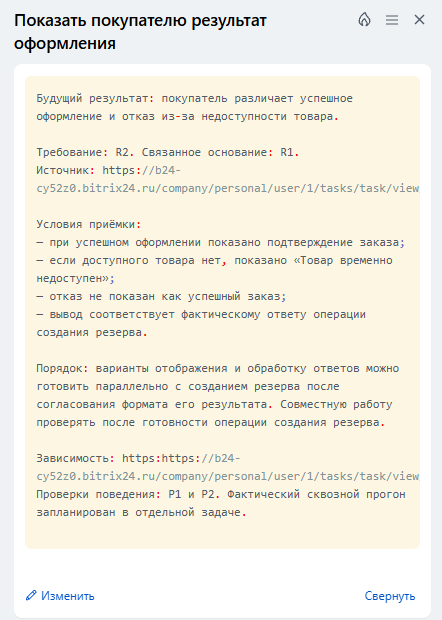 Показать покупателю результат
оформления
Будущий результат: покупатель различает успешное
оформление и отказ из-за недоступности товара.
Требование: R2. Связанное основание: R1.
Источник: https://b24-
cy52z0.bitrix24.ru/company/personal/user/1/tasks/task/view
Условия приёмки:
— при успешном оформлении показано подтверждение заказа;
— если доступного товара нет, показано «Товар временно
недоступен»;
— отказ не показан как успешный заказ;
— вывод соответствует фактическому ответу операции
создания резерва.
Порядок: варианты отображения и обработку ответов можно
готовить параллельно с созданием резерва после
согласования формата его результата. Совместную работу
проверять после готовности операции создания резерва.
Зависимость: https:https://b24-
cy52z0.bitrix24.ru/company/personal/user/1/tasks/task/view
Проверки поведения: P1 и P2. Фактический сквозной прогон
запланирован в отдельной задаче.
Изменить
Свернуть